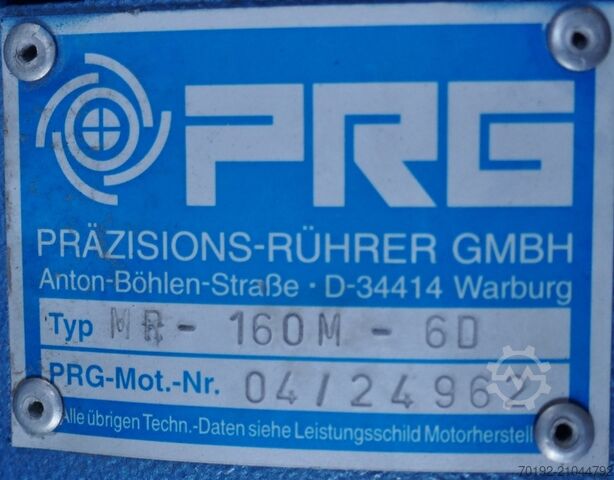 PRG
PRÄZISIONS-RÜHRER GMBH
Anton-Böhlen-Straße · D-34414 Warburg
Typ MR - 160M - 6D
PRG-Mot.-Nr. 04/24962
Alle übrigen Techn.-Daten siehe Leistungsschild Motorherstell
70192-21044792